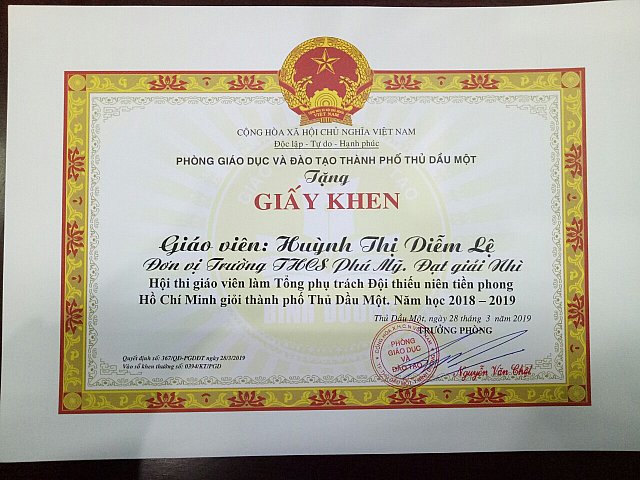 CỘNG HÒA XÃ HỘI CHỦ NGHĨA VIỆT NAM
Độc lập - Tự do - Hạnh phúc
PHÒNG GIÁO DỤC VÀ ĐÀO TẠO THÀNH PHỐ THỦ DẦU MỘT
Tặng
GIẤY KHEN
Giáo viên: Huỳnh Thị Diễm Lệ
Đơn vị Trường THCS Phú Mỹ. Đạt giải Nhì
Hội thi giáo viên làm Tổng phụ trách Đội thiếu niên tiền phong
Hồ Chí Minh giỏi thành phố Thủ Dầu Một. Năm học 2018 – 2019
Thủ Dầu Một, ngày 28 tháng 3 năm 2019
TRƯỞNG PHÒNG
PHÒNG
GIÁO DỤC
VÀ
ĐÀO TẠO
Quyết định số: 367/QĐ-PGDĐT ngày 28/3/2019
Vào sổ khen thưởng số: 0394/KT/PGD
Nguyễn Văn Chệt